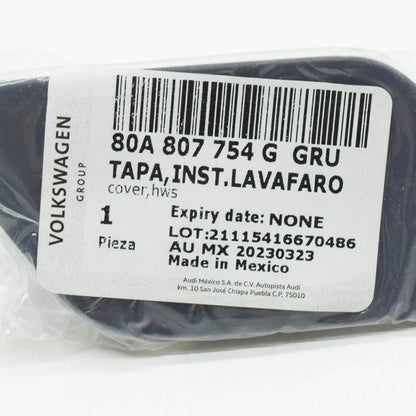 VOLKSWAGEN
GROUP
80A 807 754 G GRU
TAPA,INST.LAVAFARO
cover,hws
1
Pieza
Expiry date: NONE
LOT:21115416670486
AU MX 20230323
Made in Mexico
Audi México S.A. de C.V. Autopista Audi
km. 10 San José Chiapa Puebla C.P. 75010